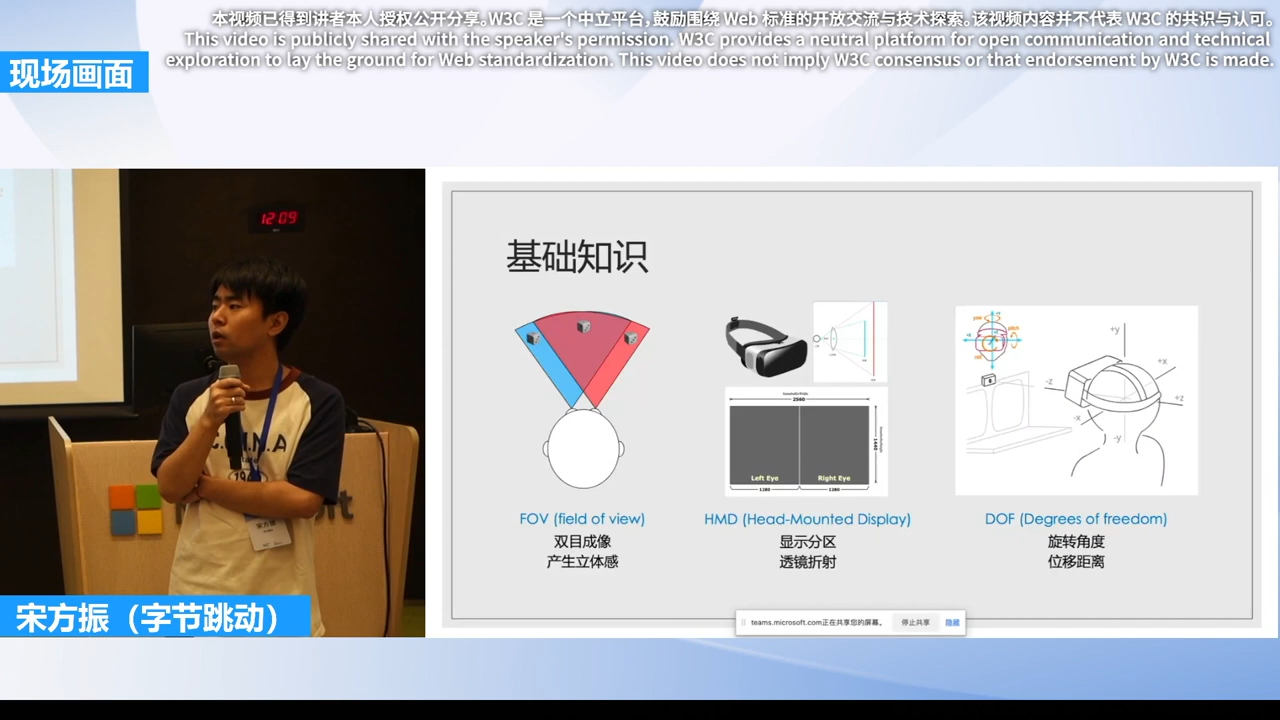 本视频已得到讲者本人授权公开分享。W3C 是一个中立平台，鼓励围绕 Web 标准的开放交流与技术探索。该视频内容并不代表 W3C 的共识与认可。
This video is publicly shared with the speaker's permission. W3C provides a neutral platform for open communication and technical
exploration to lay the ground for Web standardization. This video does not imply W3C consensus or that endorsement by W3C is made.
现场画面
12:09
基础知识
2560
Left Eye
Right Eye
1280
1280
1440
yaw
pitch
roll
+y
+x
-z
+z
-x
-y
FOV (field of view)
双目成像
产生立体感
HMD (Head-Mounted Display)
显示分区
透镜折射
DOF (Degrees of freedom)
旋转角度
位移距离
teams.microsoft.com正在共享您的屏幕。
停止共享
隐藏
宋方振（字节跳动）